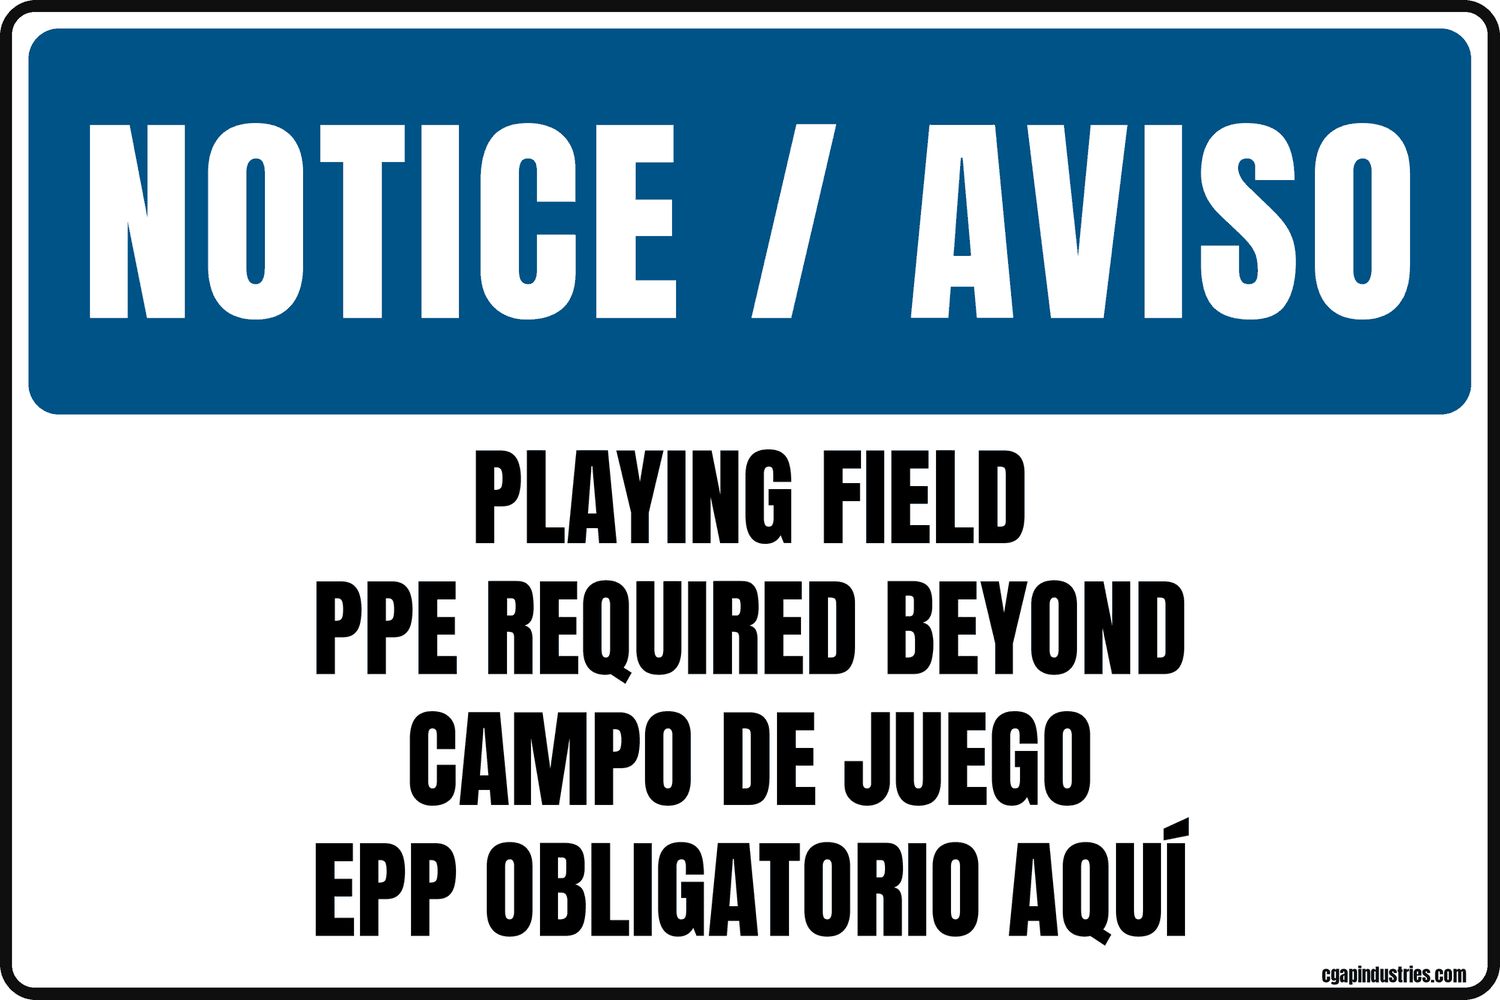 NOTICE / AVISO
PLAYING FIELD
PPE REQUIRED BEYOND
CAMPO DE JUEGO
EPP OBLIGATORIO AQUÍ
cgapindustries.com